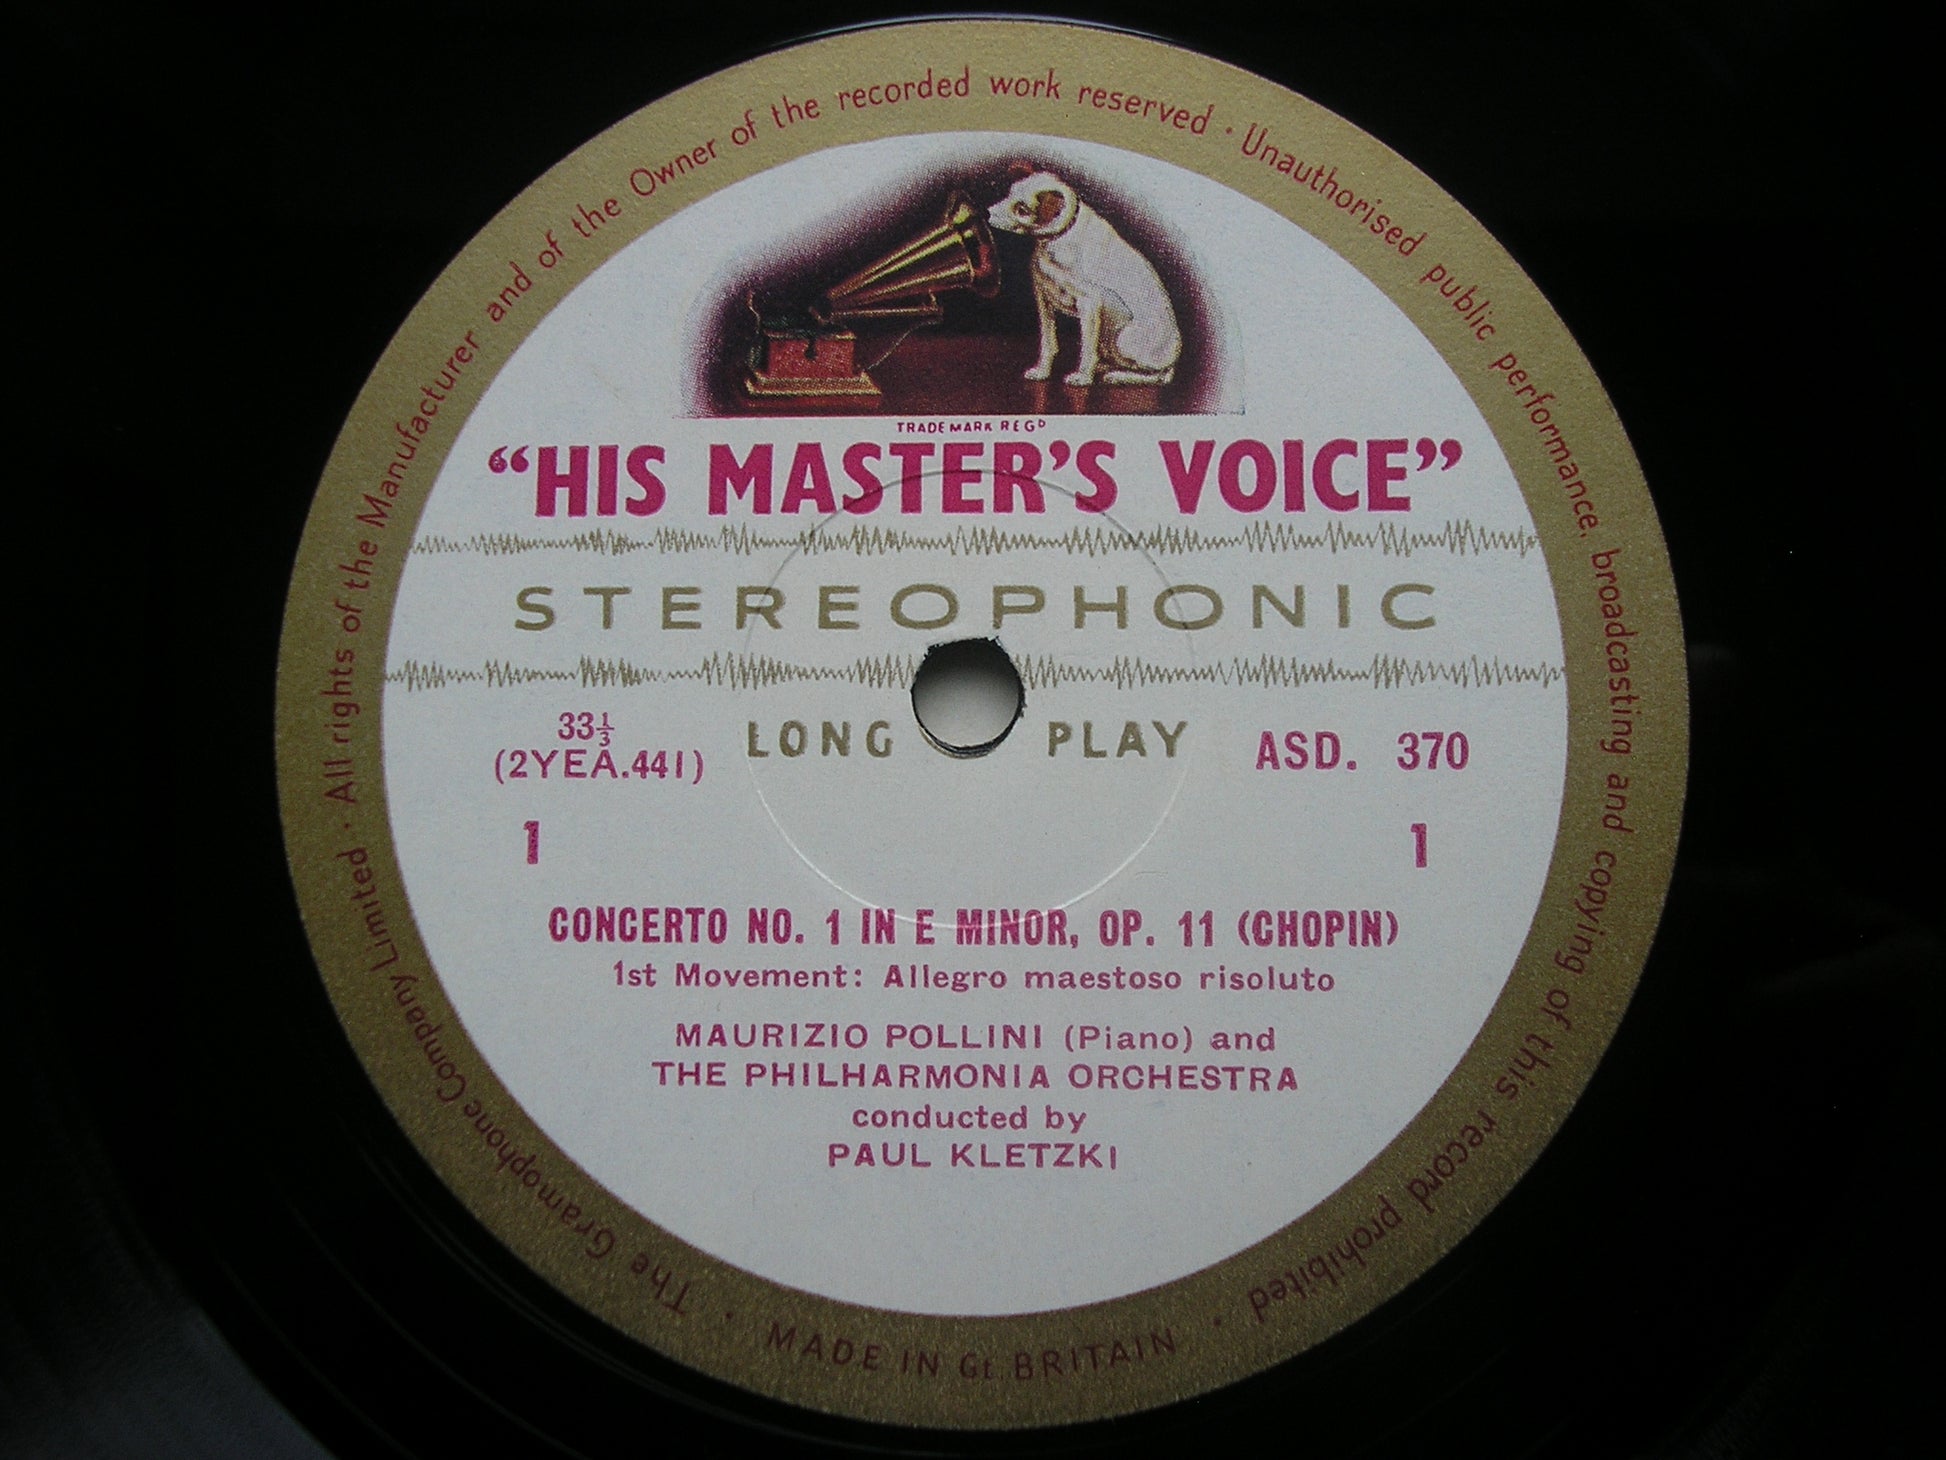 TRADE MARK REGD
“HIS MASTER’S VOICE”
STEREOPHONIC
LONG PLAY
33⅓
(2YEA.441)
ASD. 370
1 1
CONCERTO NO. 1 IN E MINOR, OP. 11 (CHOPIN)
1st Movement: Allegro maestoso risoluto
MAURIZIO POLLINI (Piano) and
THE PHILHARMONIA ORCHESTRA
conducted by
PAUL KLETZKI
The Gramophone Company Limited · All rights of the Manufacturer and of the Owner of the recorded work reserved · Unauthorised public performance, broadcasting and copying of this record prohibited ·
MADE IN Gt. BRITAIN ·